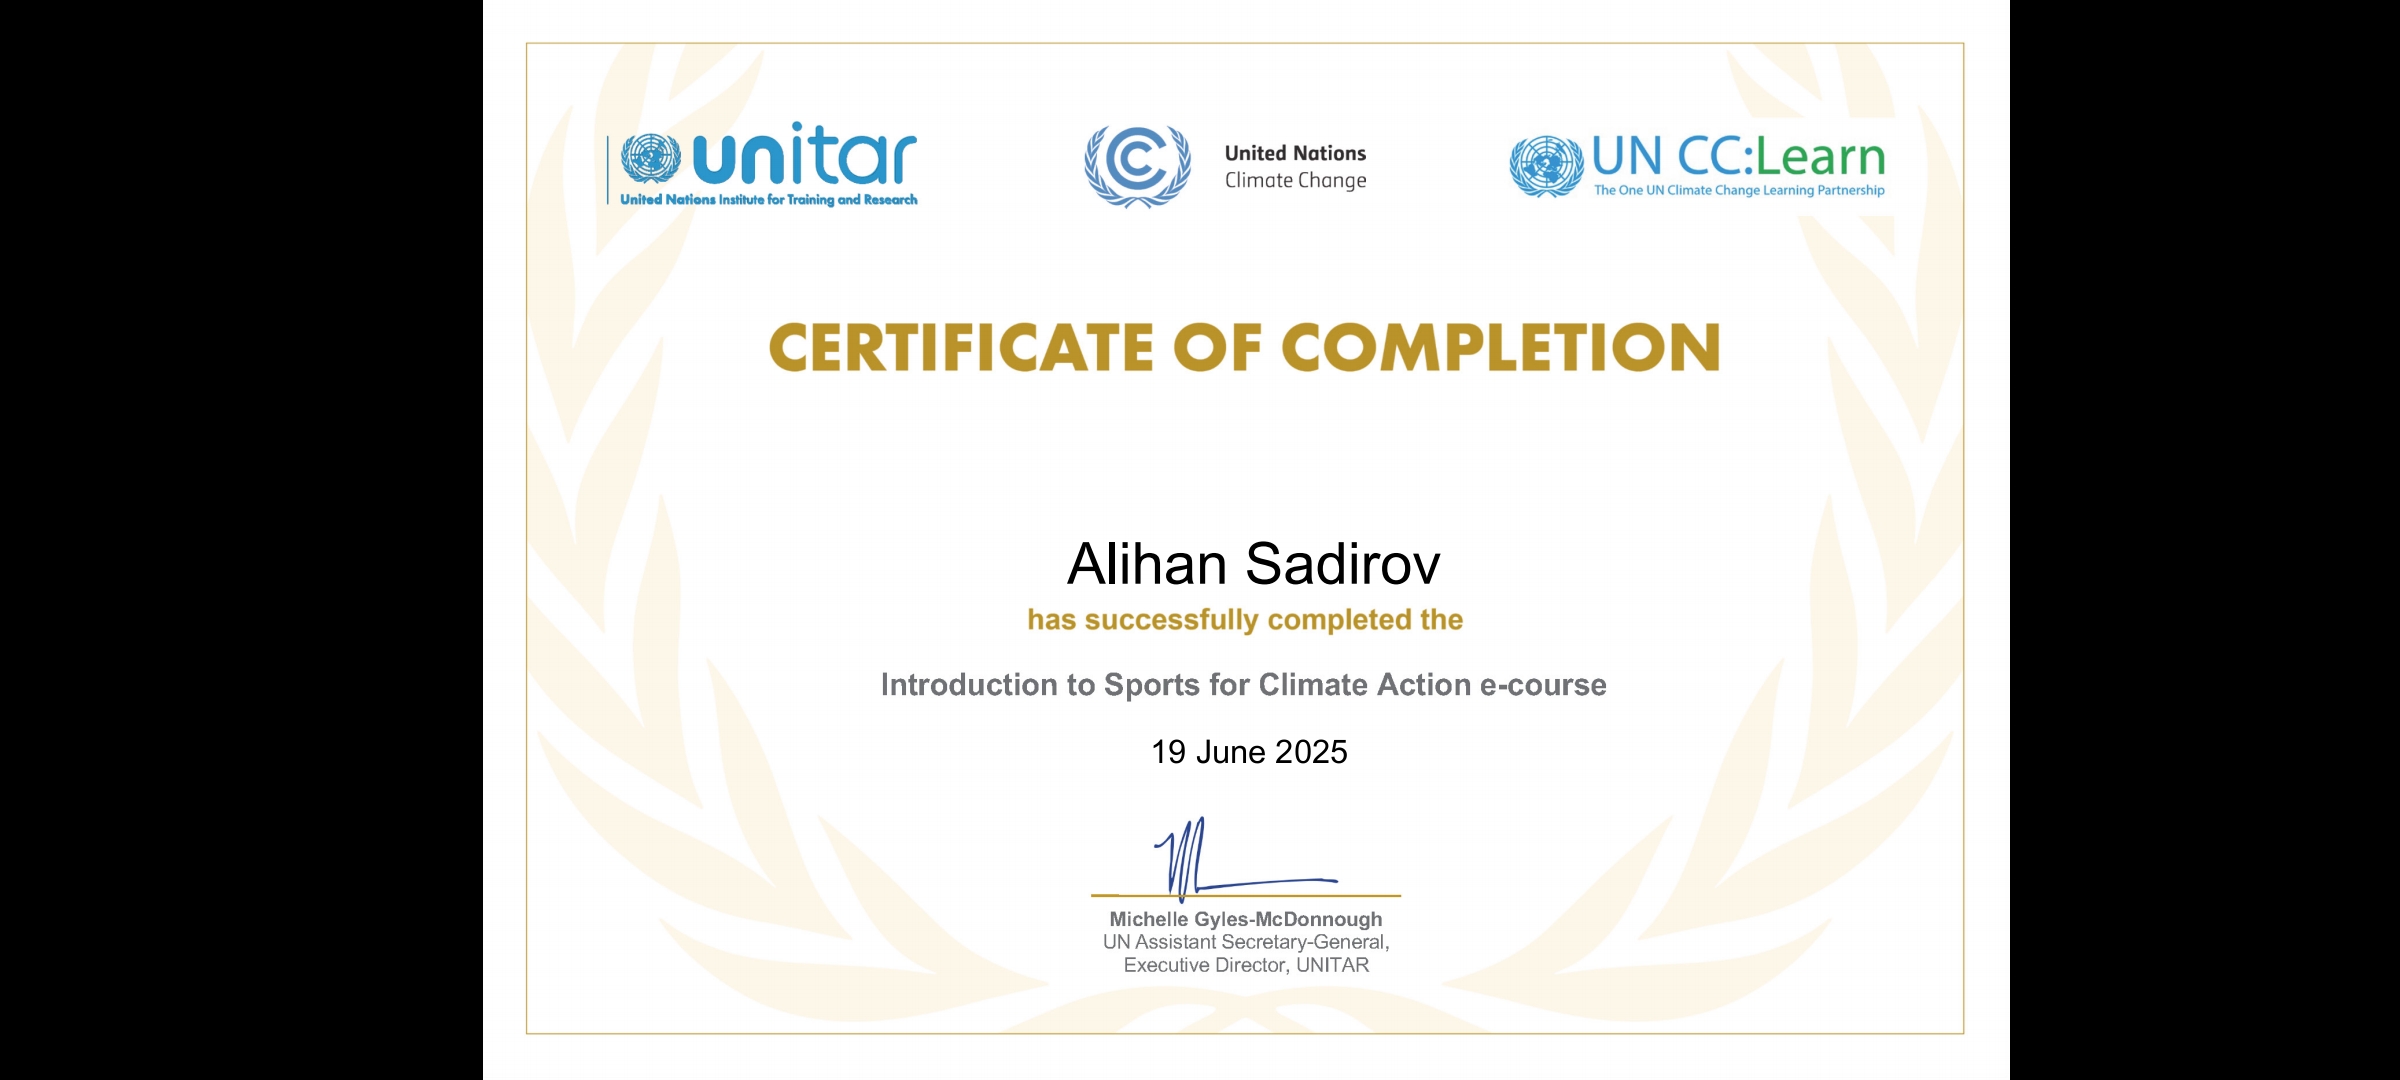 unitar
United Nations Institute for Training and Research
United Nations
Climate Change
UN CC:Learn
The One UN Climate Change Learning Partnership
CERTIFICATE OF COMPLETION
Alihan Sadirov
has successfully completed the
Introduction to Sports for Climate Action e-course
19 June 2025
Michelle Gyles-McDonnough
UN Assistant Secretary-General,
Executive Director, UNITAR